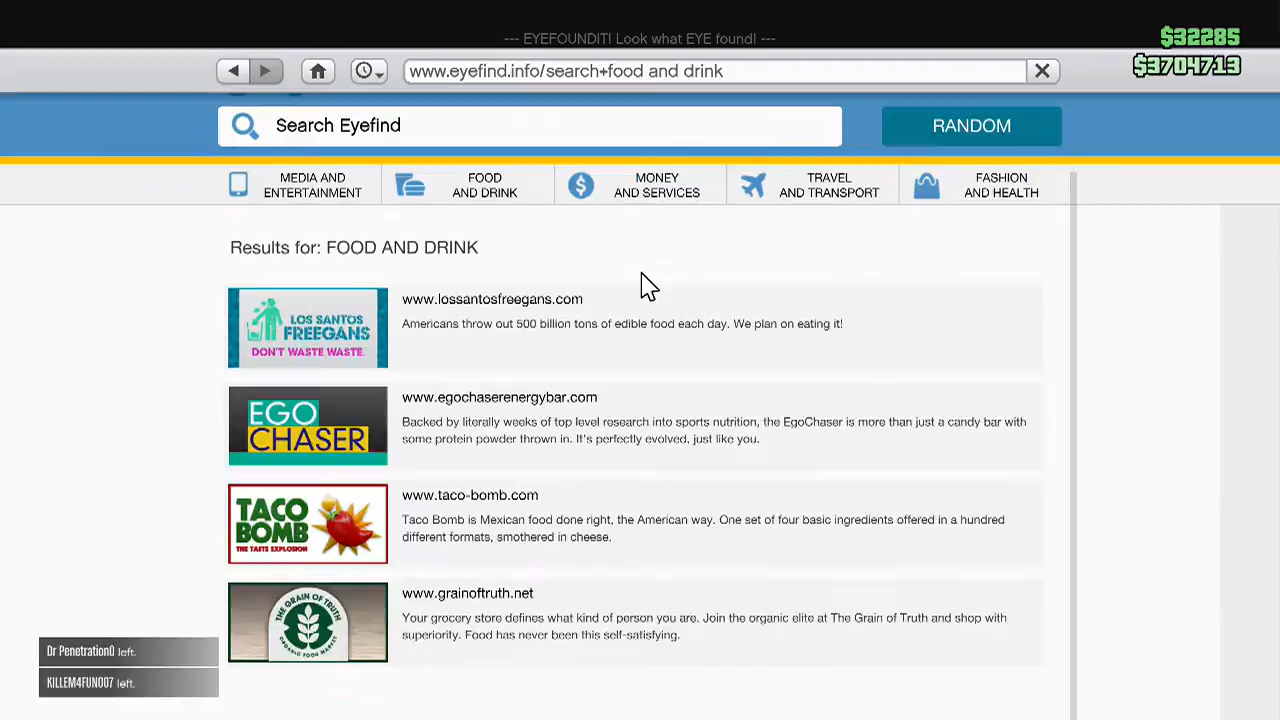 --- EYEFOUNDIT! Look what EYE found! ---
$32285
$3704713
www.eyefind.info/search+food and drink
Search Eyefind
RANDOM
MEDIA AND
ENTERTAINMENT
FOOD
AND DRINK
MONEY
AND SERVICES
TRAVEL
AND TRANSPORT
FASHION
AND HEALTH
Results for: FOOD AND DRINK
LOS SANTOS
FREEGANS
DON'T WASTE WASTE.
www.lossantosfreegans.com
Americans throw out 500 billion tons of edible food each day. We plan on eating it!
EGO
CHASER
www.egochaserenergybar.com
Backed by literally weeks of top level research into sports nutrition, the EgoChaser is more than just a candy bar with
some protein powder thrown in. It's perfectly evolved, just like you.
TACO
BOMB
THE TASTE EXPLOSION
www.taco-bomb.com
Taco Bomb is Mexican food done right, the American way. One set of four basic ingredients offered in a hundred
different formats, smothered in cheese.
THE GRAIN OF TRUTH
ORGANIC FOOD MARKET
www.grainoftruth.net
Your grocery store defines what kind of person you are. Join the organic elite at The Grain of Truth and shop with
superiority. Food has never been this self-satisfying.
Dr Penetration0 left.
KILLEM4FUN007 left.